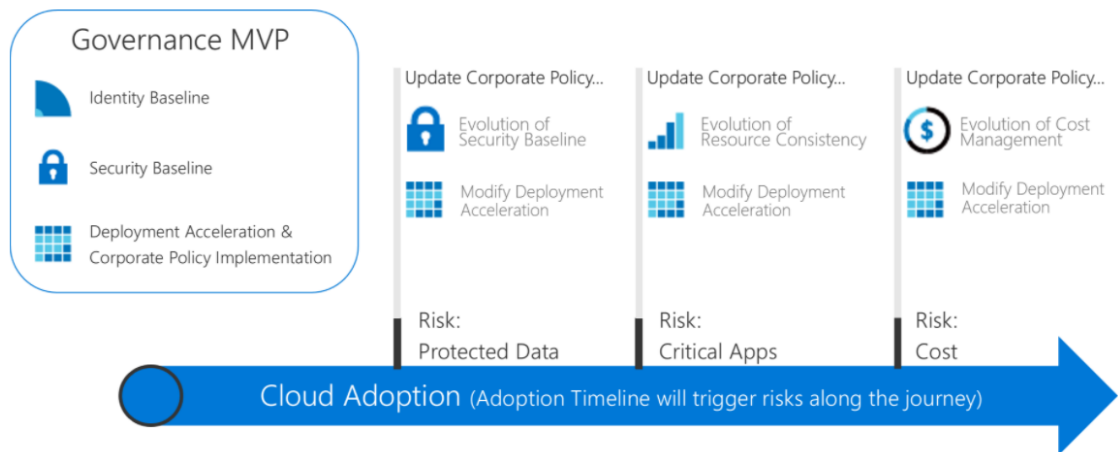 Governance MVP
Identity Baseline
Security Baseline
Deployment Acceleration &
Corporate Policy Implementation
Update Corporate Policy...
Evolution of
Security Baseline
Modify Deployment
Acceleration
Risk:
Protected Data
Update Corporate Policy...
Evolution of
Resource Consistency
Modify Deployment
Acceleration
Risk:
Critical Apps
Update Corporate Policy...
$
Evolution of Cost
Management
Modify Deployment
Acceleration
Risk:
Cost
Cloud Adoption (Adoption Timeline will trigger risks along the journey)